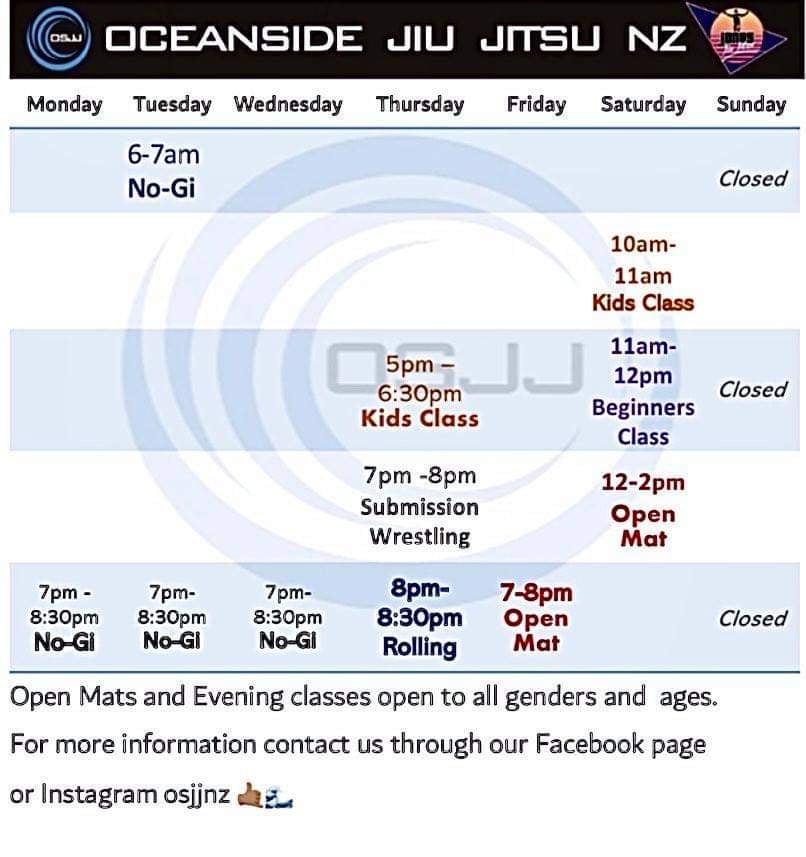 OSJJ OCEANSIDE JIU JITSU NZ
Monday Tuesday Wednesday Thursday Friday Saturday Sunday
6-7am
No-Gi
Closed
10am-
11am
Kids Class
OSJJ
5pm –
6:30pm
Kids Class
11am-
12pm
Beginners
Class
Closed
7pm -8pm
Submission
Wrestling
12-2pm
Open
Mat
7pm -
8:30pm
No-Gi
7pm-
8:30pm
No-Gi
7pm-
8:30pm
No-Gi
8pm-
8:30pm
Rolling
7-8pm
Open
Mat
Closed
Open Mats and Evening classes open to all genders and ages.
For more information contact us through our Facebook page
or Instagram osjjnz 🤙🏽🌊